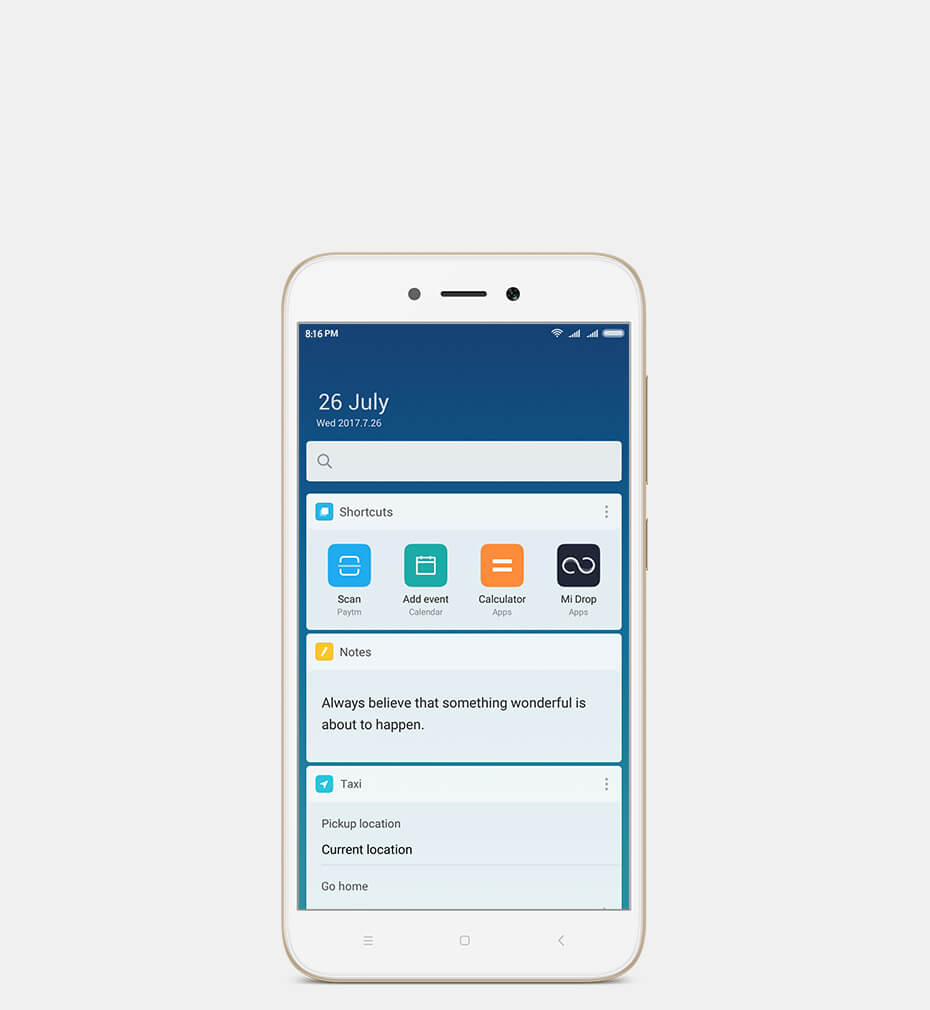 8:16 PM
26 July
Wed 2017.7.26
Shortcuts
Scan Add event Calculator Mi Drop
Paytm Calendar Apps Apps
Notes
Always believe that something wonderful is
about to happen.
Taxi
Pickup location
Current location
Go home